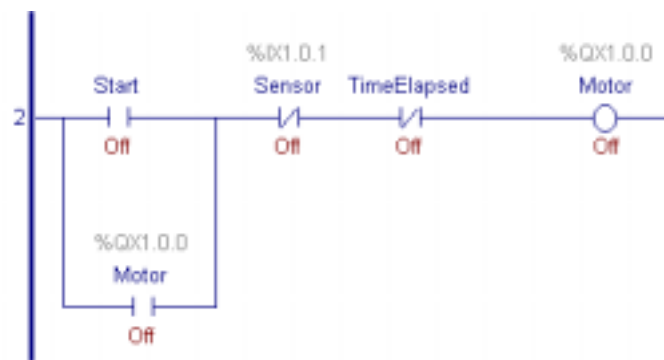 %IX1.0.1 %QX1.0.0
Start Sensor TimeElapsed Motor
2
Off Off Off Off
%QX1.0.0
Motor
Off